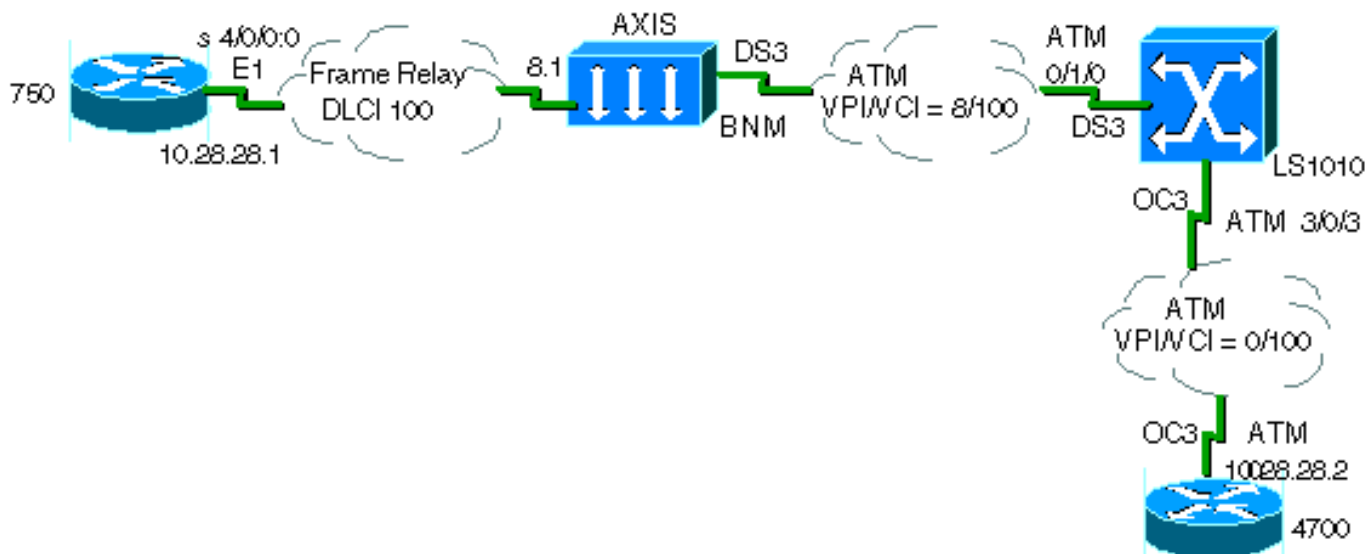 AXIS
s 4/0/0:0
E1
750
10.28.28.1
Frame Relay
DLCI 100
8.1
DS3
BNM
ATM
VPI/VCI = 8/100
ATM
0/1/0
DS3
LS1010
OC3
ATM 3/0/3
ATM
VPI/VCI = 0/100
OC3
ATM
10028.28.2
4700